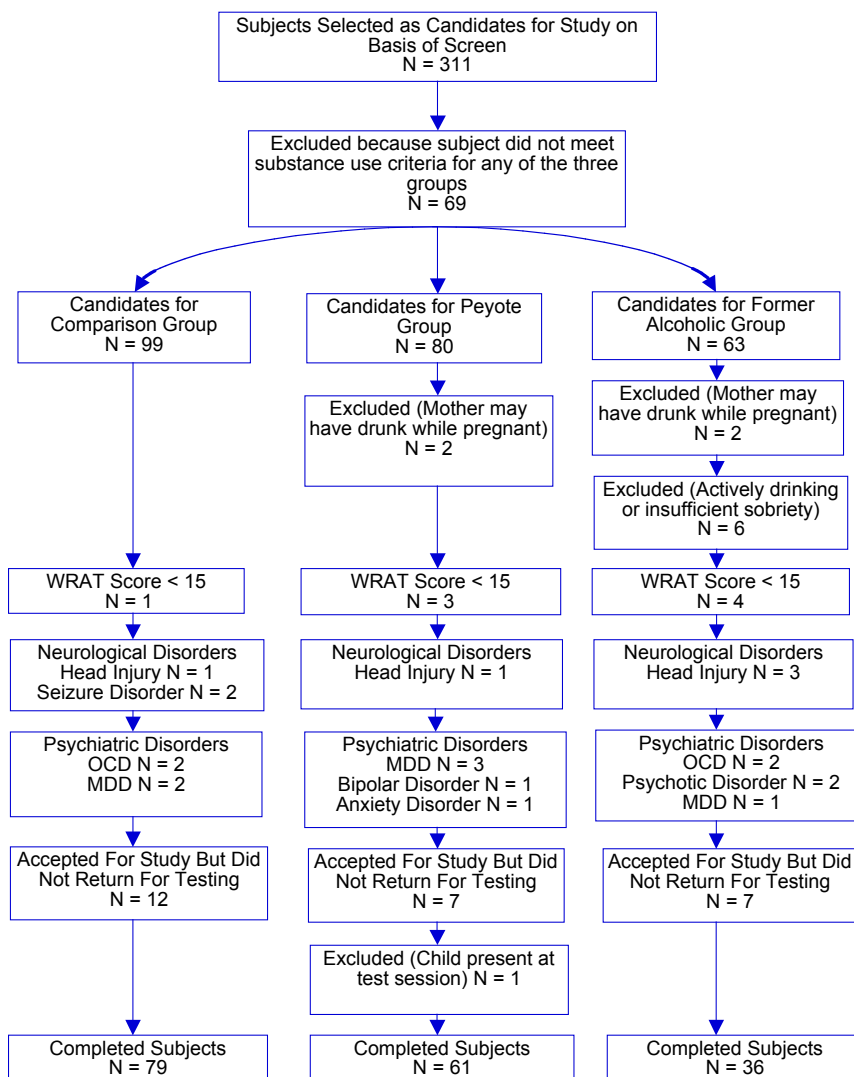 Subjects Selected as Candidates for Study on
Basis of Screen
N = 311
Excluded because subject did not meet
substance use criteria for any of the three
groups
N = 69
Candidates for
Comparison Group
N = 99
Candidates for Peyote
Group
N = 80
Candidates for Former
Alcoholic Group
N = 63
Excluded (Mother may
have drunk while pregnant)
N = 2
Excluded (Mother may
have drunk while pregnant)
N = 2
Excluded (Actively drinking
or insufficient sobriety)
N = 6
WRAT Score < 15
N = 1
WRAT Score < 15
N = 3
WRAT Score < 15
N = 4
Neurological Disorders
Head Injury N = 1
Seizure Disorder N = 2
Neurological Disorders
Head Injury N = 1
Neurological Disorders
Head Injury N = 3
Psychiatric Disorders
OCD N = 2
MDD N = 2
Psychiatric Disorders
MDD N = 3
Bipolar Disorder N = 1
Anxiety Disorder N = 1
Psychiatric Disorders
OCD N = 2
Psychotic Disorder N = 2
MDD N = 1
Accepted For Study But Did
Not Return For Testing
N = 12
Accepted For Study But Did
Not Return For Testing
N = 7
Accepted For Study But Did
Not Return For Testing
N = 7
Excluded (Child present at
test session) N = 1
Completed Subjects
N = 79
Completed Subjects
N = 61
Completed Subjects
N = 36